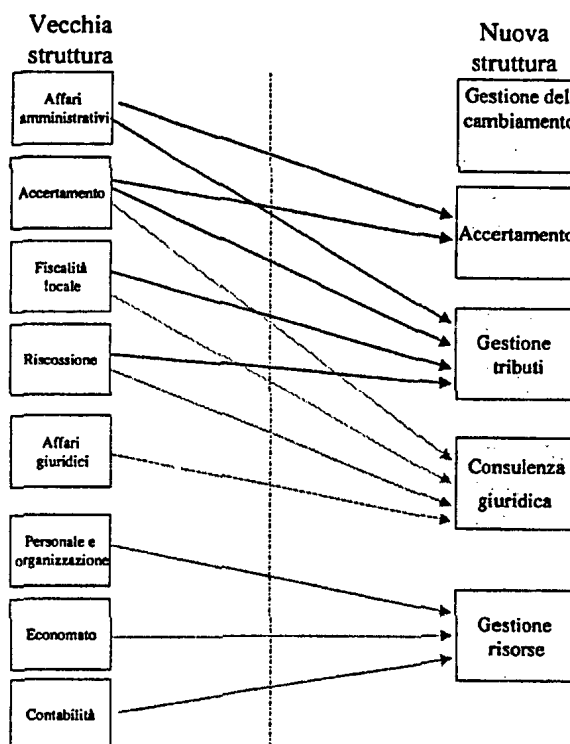 Vecchia
struttura
Affari
amministrativi
Accertamento
Fiscalità
locale
Riscossione
Affari
giuridici
Personale e
organizzazione
Economato
Contabilità
Nuova
struttura
Gestione del
cambiamento
Accertamento
Gestione
tributi
Consulenza
giuridica
Gestione
risorse